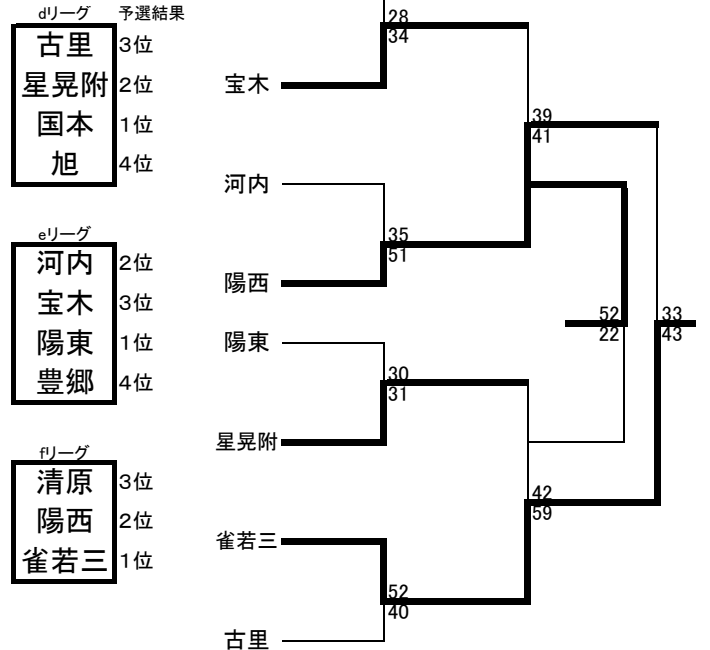 dリーグ 予選結果
古里 3位
星晃附 2位
国本 1位
旭 4位
eリーグ
河内 2位
宝木 3位
陽東 1位
豊郷 4位
fリーグ
清原 3位
陽西 2位
雀若三 1位
28
34
宝木
39
41
河内
35
51
陽西
52
22
33
43
陽東
30
31
星晃附
42
59
雀若三
52
40
古里